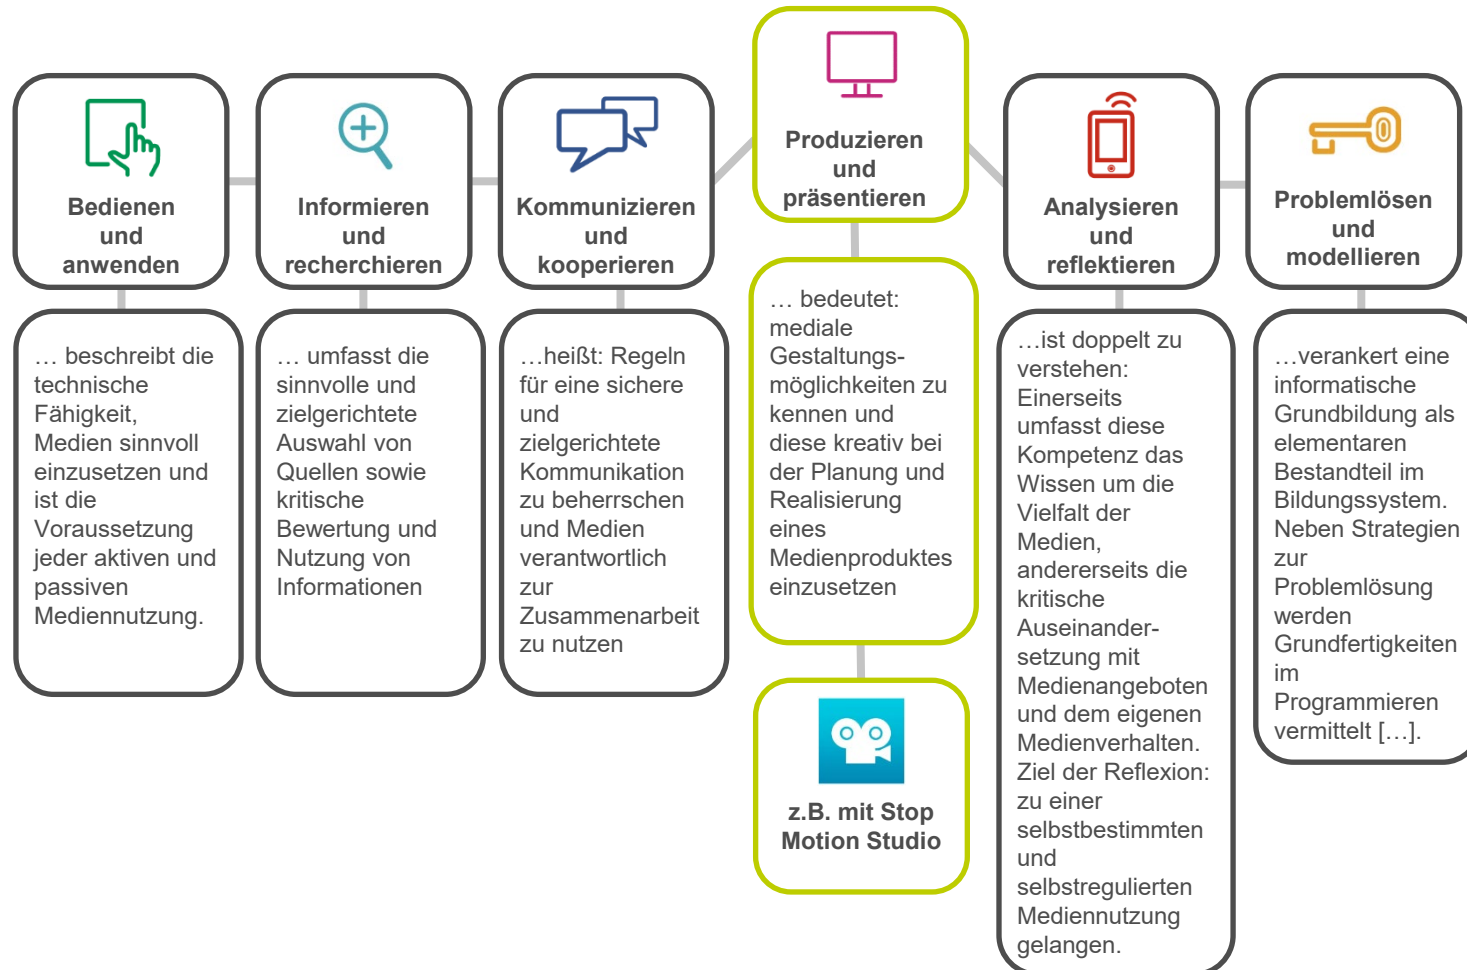 Bedienen
und
anwenden
… beschreibt die
technische
Fähigkeit,
Medien sinnvoll
einzusetzen und
ist die
Voraussetzung
jeder aktiven und
passiven
Mediennutzung.
Informieren
und
recherchieren
… umfasst die
sinnvolle und
zielgerichtete
Auswahl von
Quellen sowie
kritische
Bewertung und
Nutzung von
Informationen
Kommunizieren
und
kooperieren
…heißt: Regeln
für eine sichere
und
zielgerichtete
Kommunikation
zu beherrschen
und Medien
verantwortlich
zur
Zusammenarbeit
zu nutzen
Produzieren
und
präsentieren
… bedeutet:
mediale
Gestaltungs-
möglichkeiten zu
kennen und
diese kreativ bei
der Planung und
Realisierung
eines
Medienproduktes
einzusetzen
z.B. mit Stop
Motion Studio
Analysieren
und
reflektieren
…ist doppelt zu
verstehen:
Einerseits
umfasst diese
Kompetenz das
Wissen um die
Vielfalt der
Medien,
andererseits die
kritische
Auseinander-
setzung mit
Medienangeboten
und dem eigenen
Medienverhalten.
Ziel der Reflexion:
zu einer
selbstbestimmten
und
selbstregulierten
Mediennutzung
gelangen.
Problemlösen
und
modellieren
…verankert eine
informatische
Grundbildung als
elementaren
Bestandteil im
Bildungssystem.
Neben Strategien
zur
Problemlösung
werden
Grundfertigkeiten
im
Programmieren
vermittelt […].